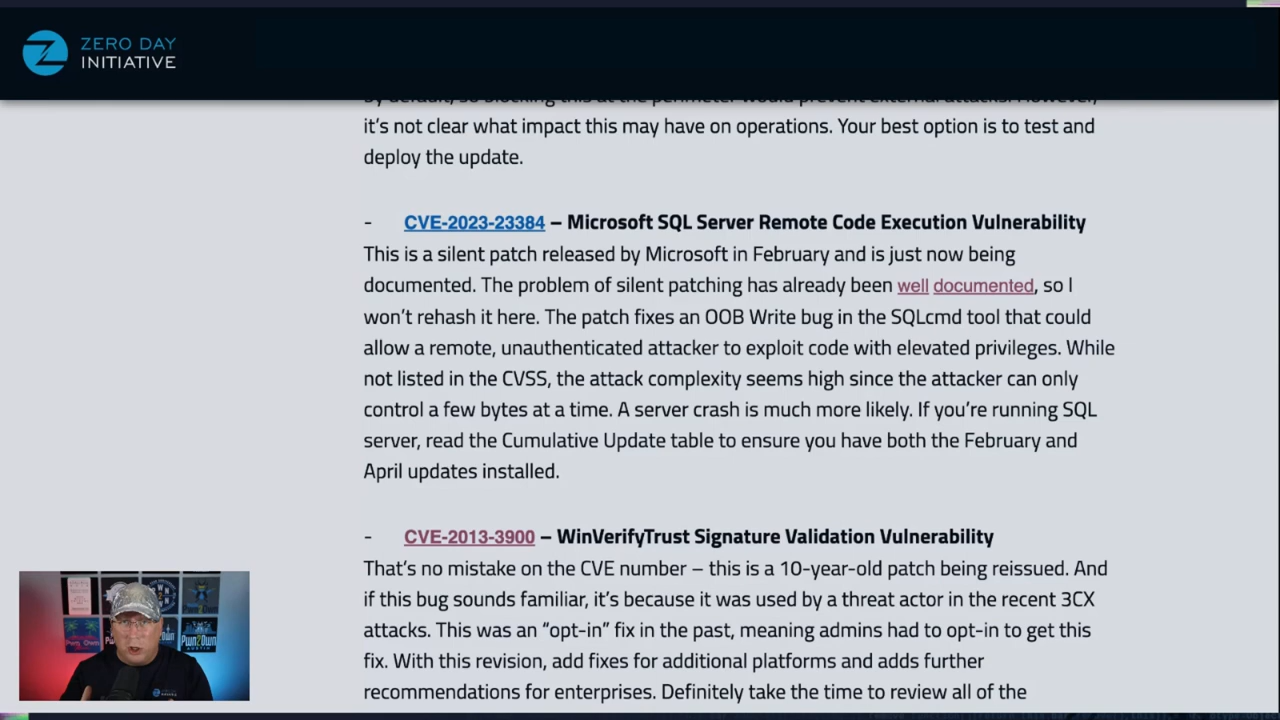 ZERO DAY
INITIATIVE
by default, so blocking this at the perimeter would prevent external attacks. However,
it's not clear what impact this may have on operations. Your best option is to test and
deploy the update.
- CVE-2023-23384 – Microsoft SQL Server Remote Code Execution Vulnerability
This is a silent patch released by Microsoft in February and is just now being
documented. The problem of silent patching has already been well documented, so I
won't rehash it here. The patch fixes an OOB Write bug in the SQLcmd tool that could
allow a remote, unauthenticated attacker to exploit code with elevated privileges. While
not listed in the CVSS, the attack complexity seems high since the attacker can only
control a few bytes at a time. A server crash is much more likely. If you're running SQL
server, read the Cumulative Update table to ensure you have both the February and
April updates installed.
- CVE-2013-3900 – WinVerifyTrust Signature Validation Vulnerability
That's no mistake on the CVE number – this is a 10-year-old patch being reissued. And
if this bug sounds familiar, it's because it was used by a threat actor in the recent 3CX
attacks. This was an “opt-in” fix in the past, meaning admins had to opt-in to get this
fix. With this revision, add fixes for additional platforms and adds further
recommendations for enterprises. Definitely take the time to review all of the
Pwn2Own
AUSTIN